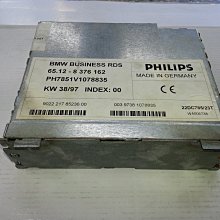 BMW BUSINESS RDS
65.12 - 8 376 162
PH7851V1078835
KW 38/97 INDEX: 00
PHILIPS
MADE IN GERMANY